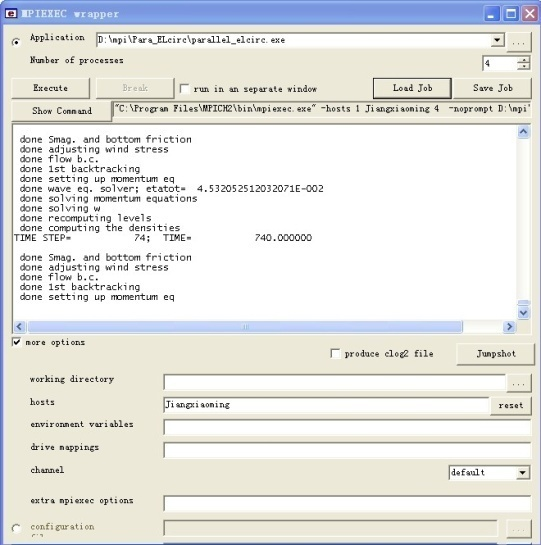 MPIEXEC wrapper
Application D:\mpi\Para_ELcirc\parallel_elcirc.exe ...
Number of processes 4
Execute Break run in an separate window Load Job Save Job
Show Command "C:\Program Files\MPICH2\bin\mpiexec.exe" -hosts 1 Jiangxiaoming 4 -noprompt D:\mpi'
done Smag. and bottom friction
done adjusting wind stress
done flow b.c.
done 1st backtracking
done setting up momentum eq
done wave eq. solver; etatot= 4.532052512032071E-002
done solving momentum equations
done solving w
done recomputing levels
done computing the densities
TIME STEP= 74; TIME= 740.000000
done Smag. and bottom friction
done adjusting wind stress
done flow b.c.
done 1st backtracking
done setting up momentum eq
more options
produce clog2 file Jumpshot
working directory ...
hosts Jiangxiaoming reset
environment variables
drive mappings
channel default
extra mpiexec options
configuration ...